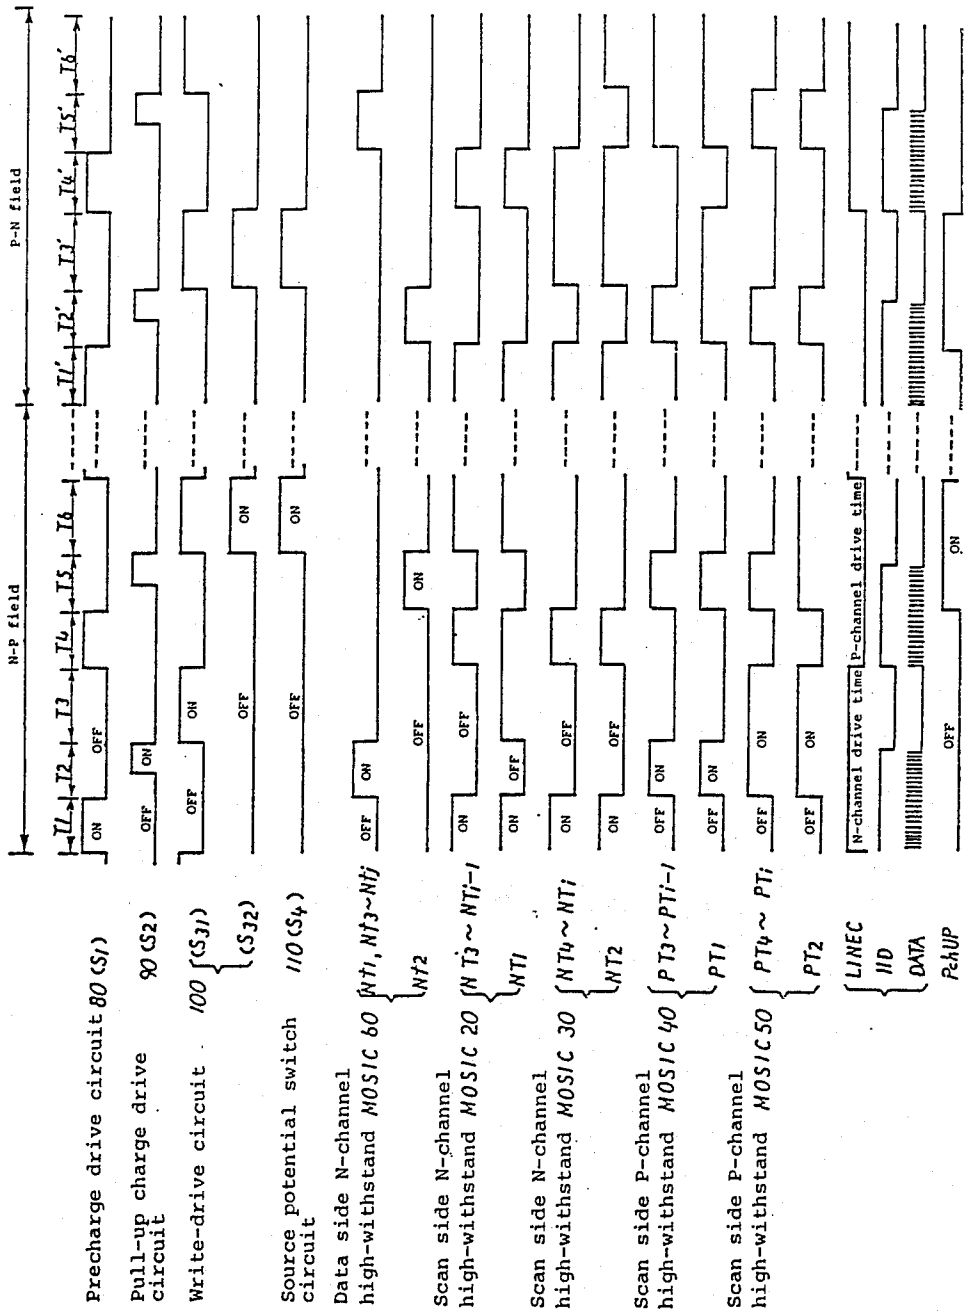 N-P field
P-N field
T1 T2 T3 T4 T5 T6 T1' T2' T3' T4' T5' T6'
Precharge drive circuit 80 (S1)
ON OFF
Pull-up charge drive
circuit
90 (S2)
OFF ON
Write-drive circuit 100
(S31)
OFF ON
(S32)
OFF ON
Source potential switch
circuit
110 (S4)
OFF ON
Data side N-channel
high-withstand MOSIC 60
Nt1, Nt3~Ntj
OFF ON
Nt2
OFF ON
Scan side N-channel
high-withstand MOSIC 20
NT3~NTi-1
ON OFF
NT1
ON OFF
Scan side N-channel
high-withstand MOSIC 30
NT4~NTi
ON OFF
NT2
ON OFF
Scan side P-channel
high-withstand MOSIC 40
PT3~PTi-1
OFF ON
PT1
OFF ON
Scan side P-channel
high-withstand MOSIC 50
PT4~PTi
OFF ON
PT2
OFF ON
LINEC
N-channel drive time P-channel drive time
HD
DATA
PchUP
OFF ON